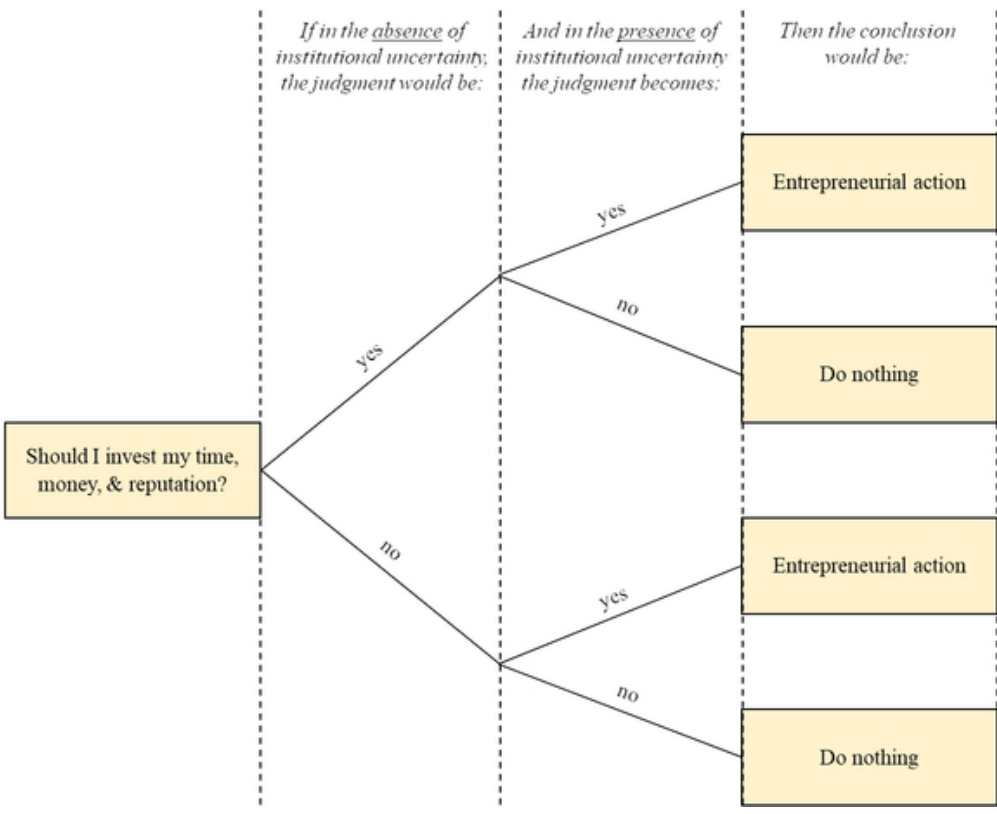 If in the absence of
institutional uncertainty,
the judgment would be:
And in the presence of
institutional uncertainty
the judgment becomes:
Then the conclusion
would be:
Should I invest my time,
money, & reputation?
yes
no
yes
no
yes
no
Entrepreneurial action
Do nothing
Entrepreneurial action
Do nothing